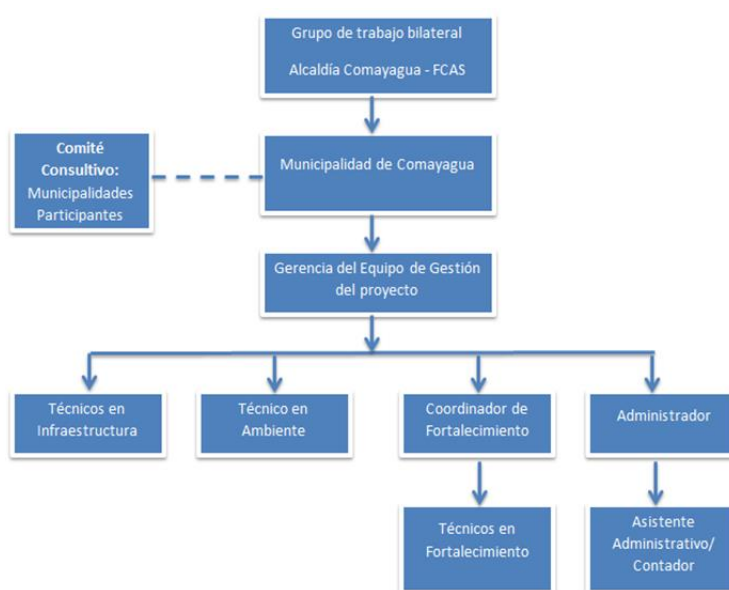 Grupo de trabajo bilateral
Alcaldía Comayagua - FCAS
Comité
Consultivo:
Municipalidades
Participantes
Municipalidad de Comayagua
Gerencia del Equipo de Gestión
del proyecto
Técnicos en
Infraestructura
Técnico en
Ambiente
Coordinador de
Fortalecimiento
Administrador
Técnicos en
Fortalecimiento
Asistente
Administrativo/
Contador